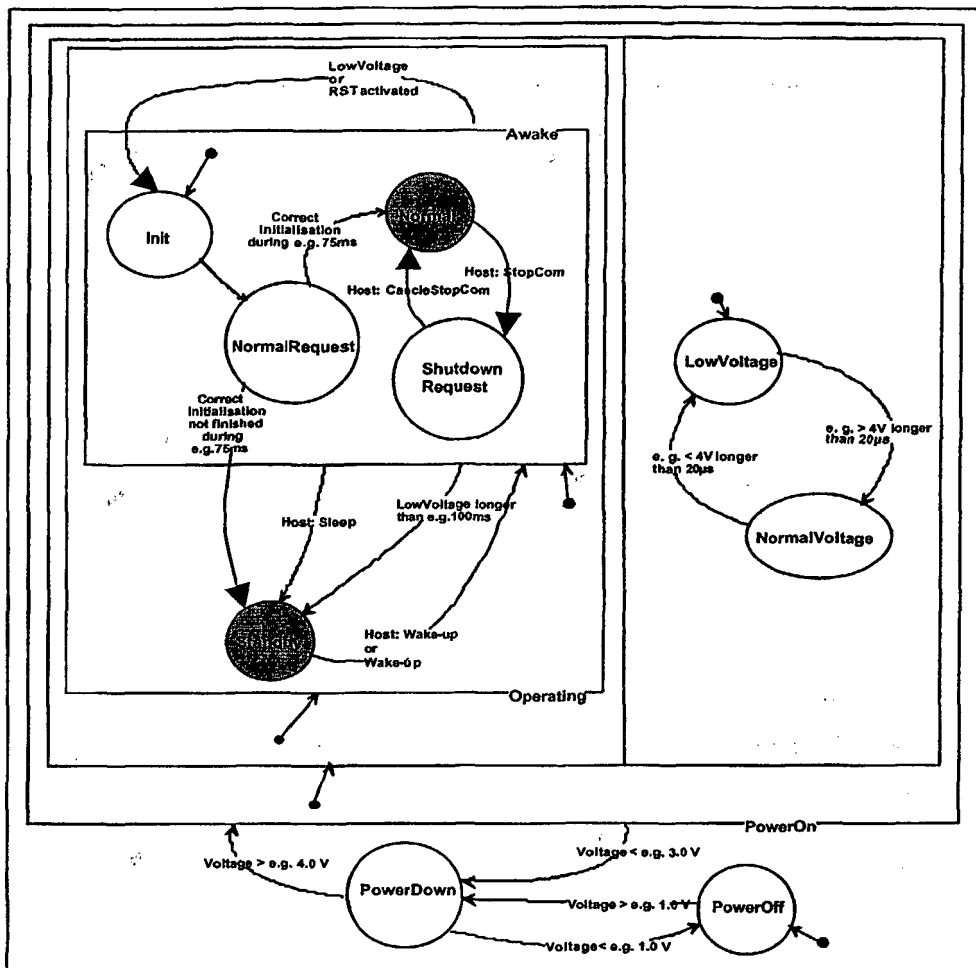 LowVoltage
or
RST activated
Awake
Init
Correct
Initialisation
during e.g. 75ms
Normal
Host: StopCom
Host: CancleStopCom
NormalRequest
Shutdown
Request
Correct
Initialisation
not finished
during
e.g.75ms
Host: Sleep
LowVoltage longer
than e.g.100ms
Standby
Host: Wake-up
or
Wake-up
Operating
LowVoltage
e. g. > 4V longer
than 20µs
e. g. < 4V longer
than 20µs
NormalVoltage
PowerOn
Voltage > e.g. 4.0 V
Voltage < e.g. 3.0 V
PowerDown
Voltage > e.g. 1.0 V
PowerOff
Voltage< e.g. 1.0 V